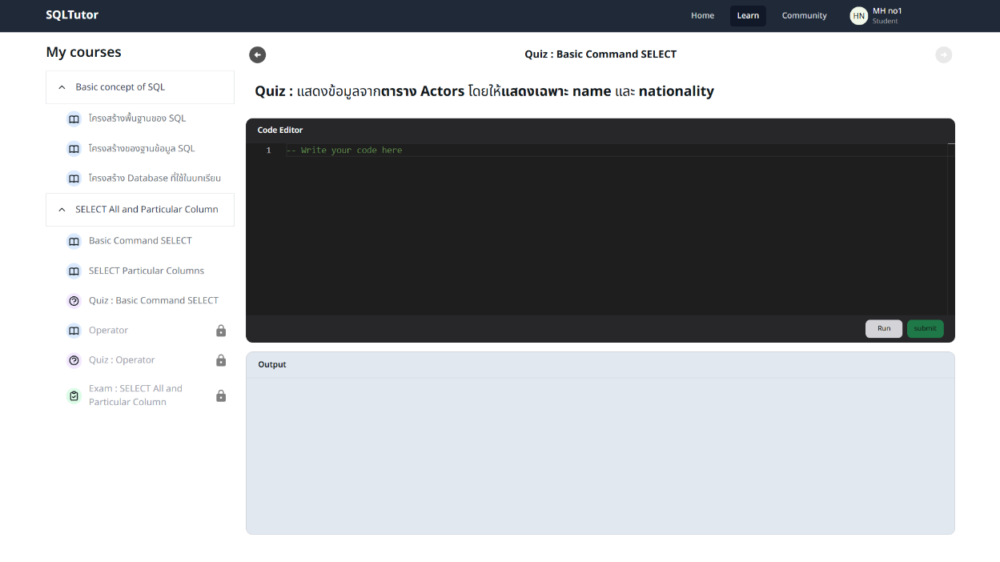 SQLTutor
Home
Learn
Community
HN
MH no1
Student
My courses
Basic concept of SQL
โครงสร้างพื้นฐานของ SQL
โครงสร้างของฐานข้อมูล SQL
โครงสร้าง Database ที่ใช้ในบทเรียน
SELECT All and Particular Column
Basic Command SELECT
SELECT Particular Columns
Quiz : Basic Command SELECT
Operator
Quiz : Operator
Exam : SELECT All and
Particular Column
Quiz : Basic Command SELECT
Quiz : แสดงข้อมูลจากตาราง Actors โดยให้แสดงเฉพาะ name และ nationality
Code Editor
1 -- Write your code here
Run
submit
Output